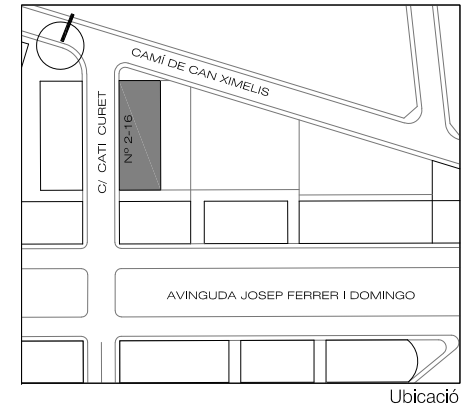 CAMÍ DE CAN XIMELIS
C/ CATI CURET
Nº 2-16
AVINGUDA JOSEP FERRER I DOMINGO
Ubicació